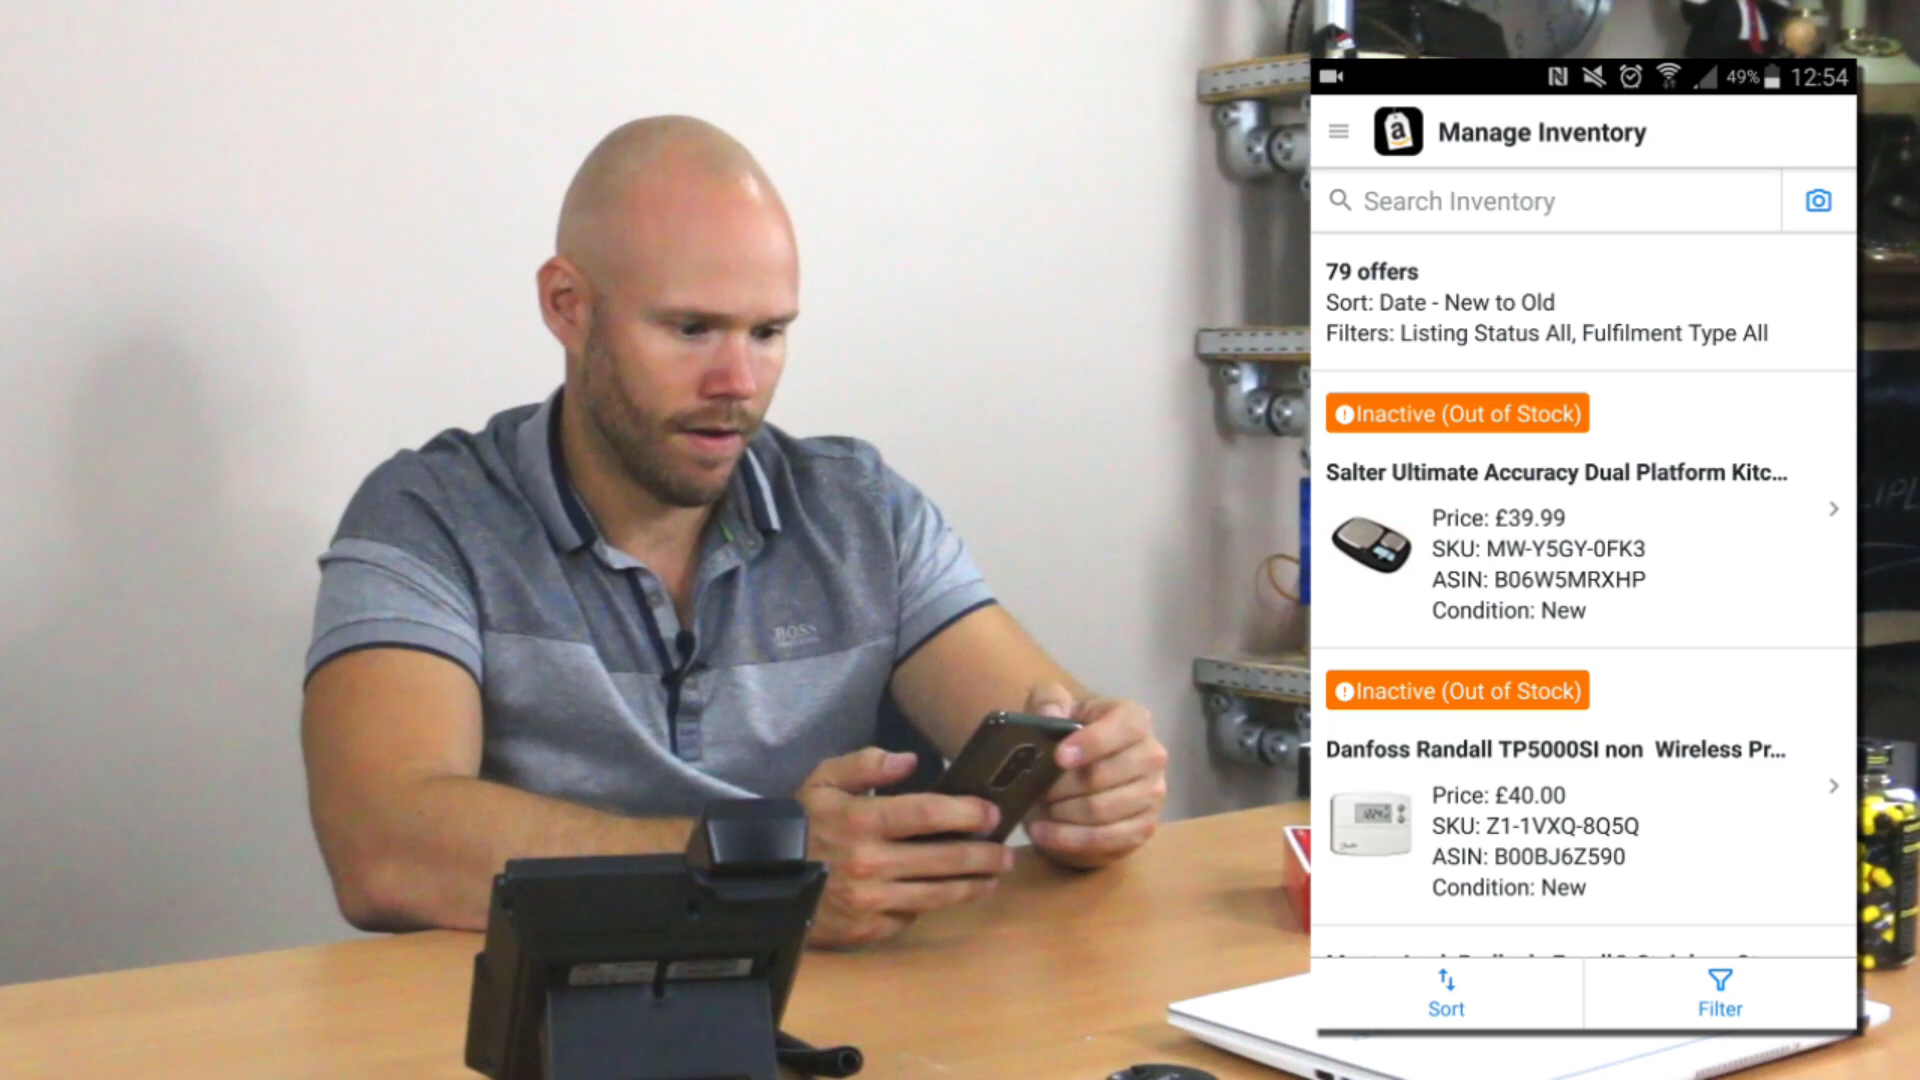 49% 12:54
Manage Inventory
Search Inventory
79 offers
Sort: Date - New to Old
Filters: Listing Status All, Fulfilment Type All
Inactive (Out of Stock)
Salter Ultimate Accuracy Dual Platform Kitc...
Price: £39.99
SKU: MW-Y5GY-0FK3
ASIN: B06W5MRXHP
Condition: New
Inactive (Out of Stock)
Danfoss Randall TP5000SI non Wireless Pr...
Price: £40.00
SKU: Z1-1VXQ-8Q5Q
ASIN: B00BJ6Z590
Condition: New
Sort
Filter
BOSS